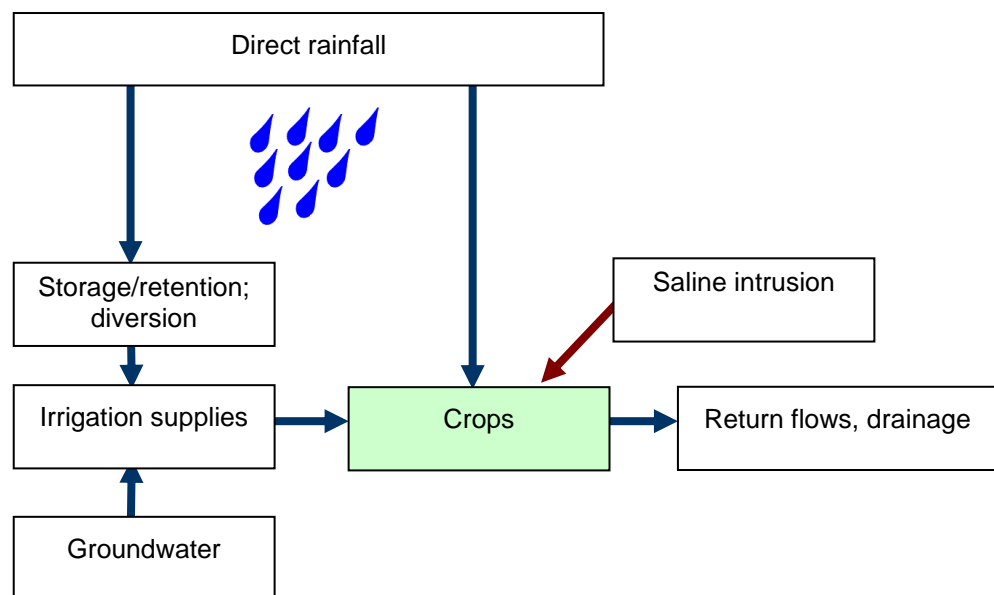 Direct rainfall
Storage/retention;
diversion
Saline intrusion
Irrigation supplies
Crops
Return flows, drainage
Groundwater